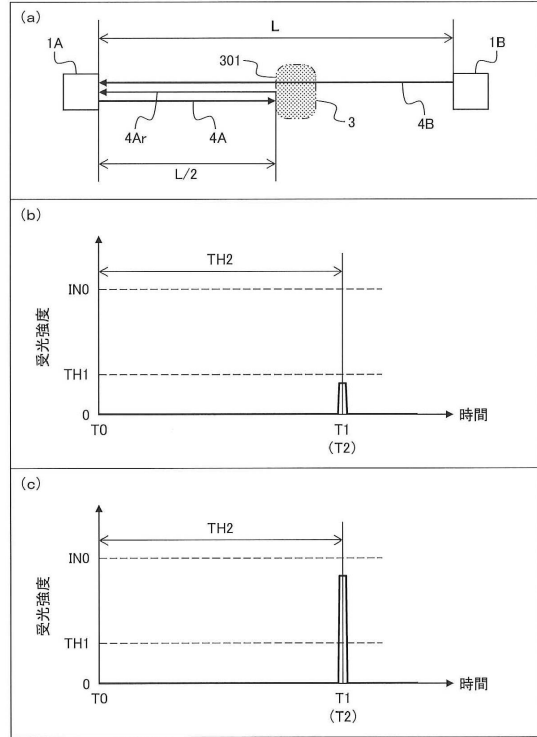 (a)
L
1A
301
1B
4Ar
4A
3
4B
L/2
(b)
TH2
IN0
受光強度
TH1
0
時間
T0
T1
(T2)
(c)
TH2
IN0
受光強度
TH1
0
時間
T0
T1
(T2)